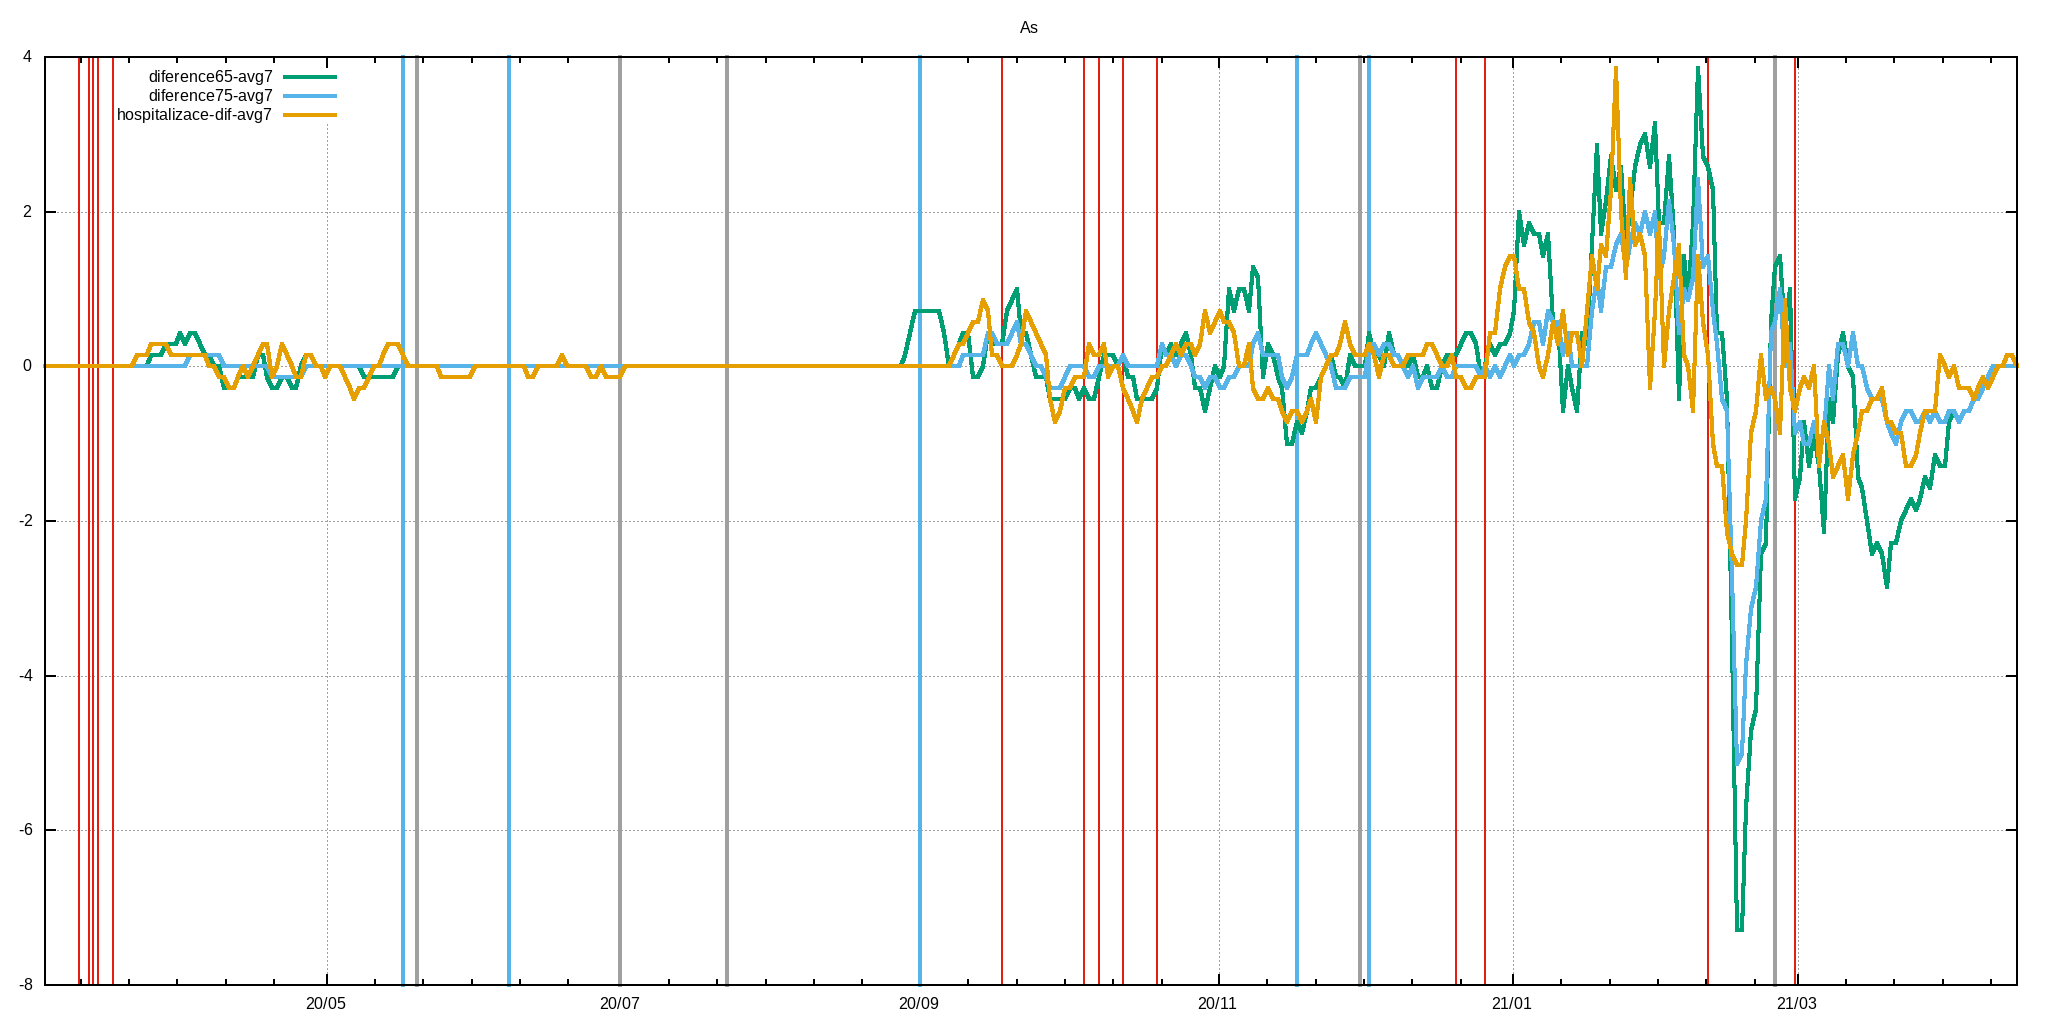 As
4
diference65-avg7
diference75-avg7
hospitalizace-dif-avg7
2
0
-2
-4
-6
-8
20/05 20/07 20/09 20/11 21/01 21/03